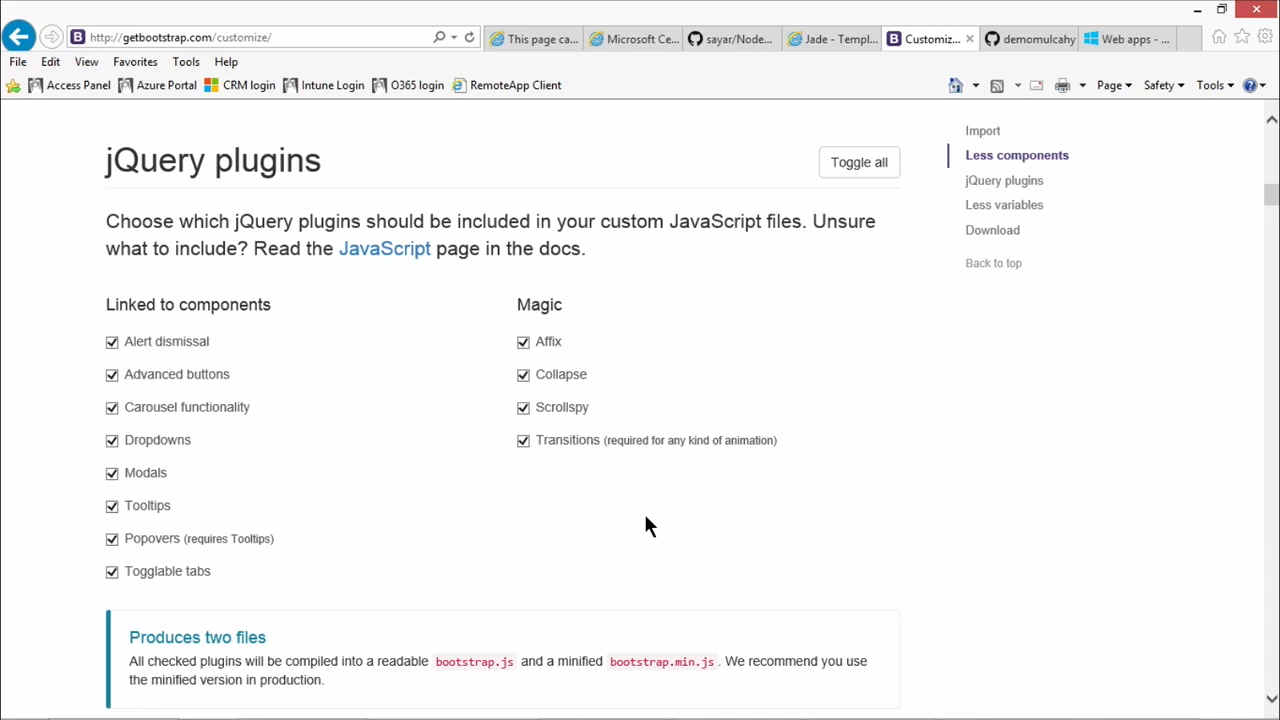 http://getbootstrap.com/customize/
This page ca...
Microsoft Ce...
sayar/Node...
Jade - Templ...
Customiz...
demomulcahy
Web apps - ...
File Edit View Favorites Tools Help
Access Panel Azure Portal CRM login Intune Login O365 login RemoteApp Client
Page Safety Tools
jQuery plugins
Toggle all
Choose which jQuery plugins should be included in your custom JavaScript files. Unsure
what to include? Read the JavaScript page in the docs.
Linked to components
Alert dismissal
Advanced buttons
Carousel functionality
Dropdowns
Modals
Tooltips
Popovers (requires Tooltips)
Togglable tabs
Magic
Affix
Collapse
Scrollspy
Transitions (required for any kind of animation)
Produces two files
All checked plugins will be compiled into a readable bootstrap.js and a minified bootstrap.min.js. We recommend you use
the minified version in production.
Import
Less components
jQuery plugins
Less variables
Download
Back to top